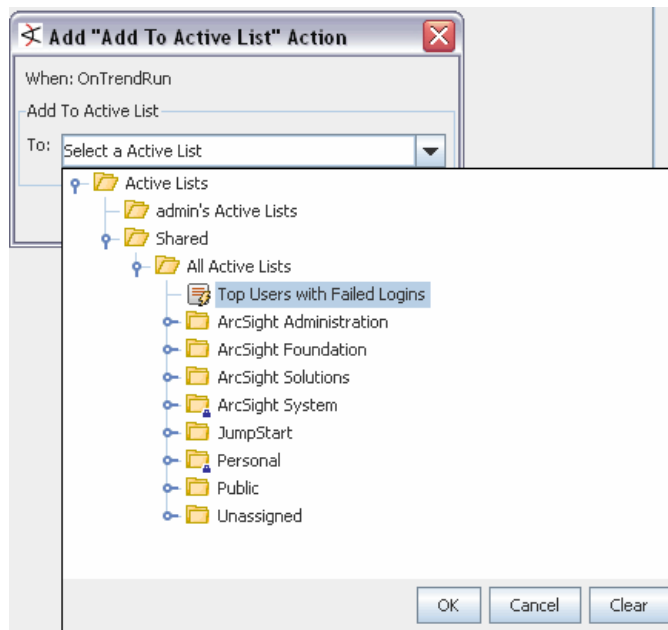 Add "Add To Active List" Action
When: OnTrendRun
Add To Active List
To: Select a Active List
Active Lists
admin's Active Lists
Shared
All Active Lists
Top Users with Failed Logins
ArcSight Administration
ArcSight Foundation
ArcSight Solutions
ArcSight System
JumpStart
Personal
Public
Unassigned
OK Cancel Clear